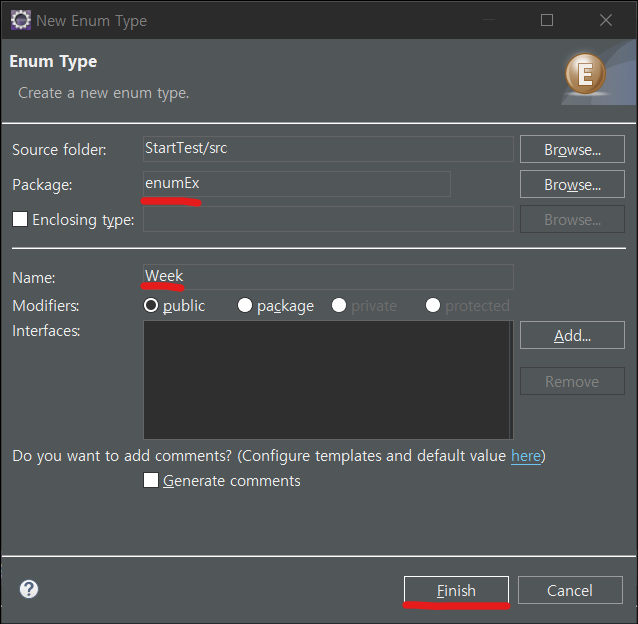 New Enum Type
Enum Type
Create a new enum type.
E
Source folder: StartTest/src Browse...
Package: enumEx Browse...
Enclosing type: Browse...
Name: Week
Modifiers: public package private protected
Interfaces: Add...
Remove
Do you want to add comments? (Configure templates and default value here)
Generate comments
? Finish Cancel